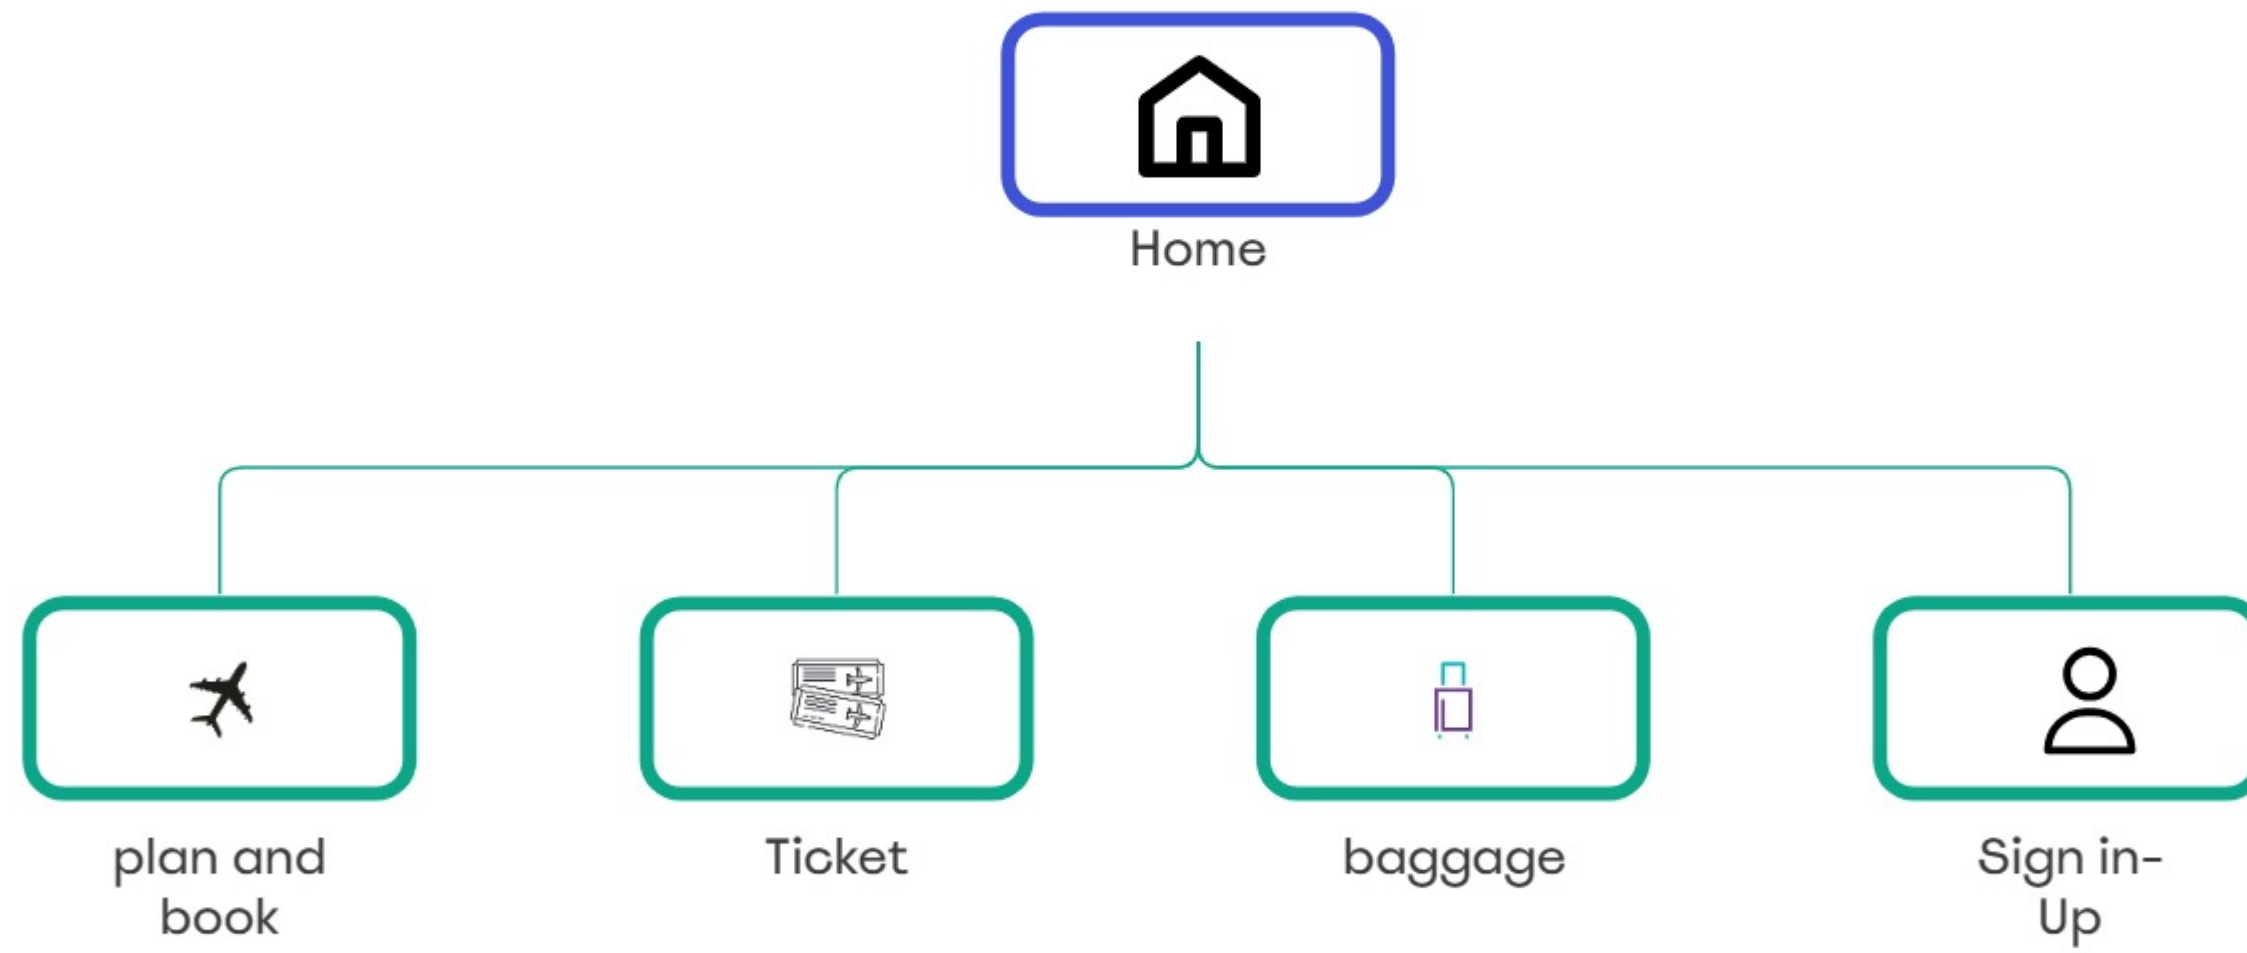 Home
plan and
book
Ticket
baggage
Sign in-
Up